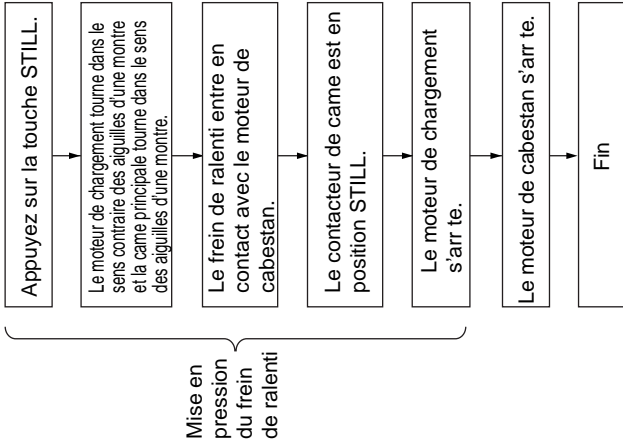 Appuyez sur la touche STILL.
Le moteur de chargement tourne dans le
sens contraire des aiguilles d'une montre
et la came principale tourne dans le sens
des aiguilles d'une montre.
Le frein de ralenti entre en
contact avec le moteur de
cabestan.
Le contacteur de came est en
position STILL.
Le moteur de chargement
s'arr te.
Le moteur de cabestan s'arr te.
Fin
Mise en
pression
du frein
de ralenti